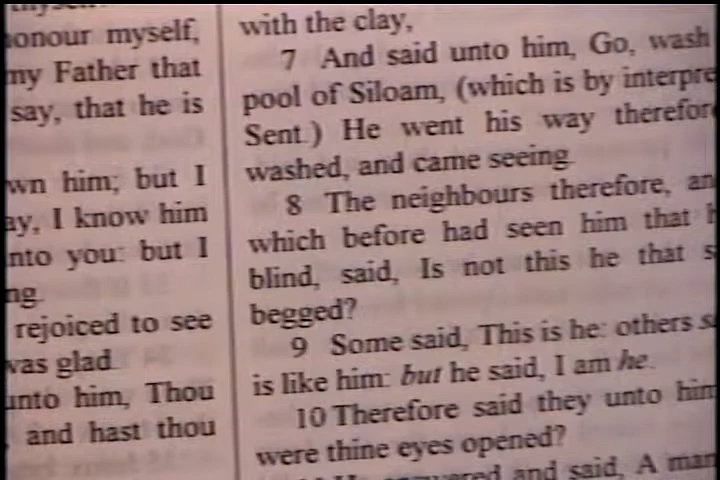 onour myself,
my Father that
say, that he is
wn him; but I
ay, I know him
nto you: but I
ng.
rejoiced to see
was glad.
unto him, Thou
, and hast thou
with the clay,
7 And said unto him, Go, wash
pool of Siloam, (which is by interpre
Sent.) He went his way therefore
washed, and came seeing.
8 The neighbours therefore, an
which before had seen him that
blind, said, Is not this he that s
begged?
9 Some said, This is he: others s
is like him: but he said, I am he.
10 Therefore said they unto him
were thine eyes opened?
answered and said, A man